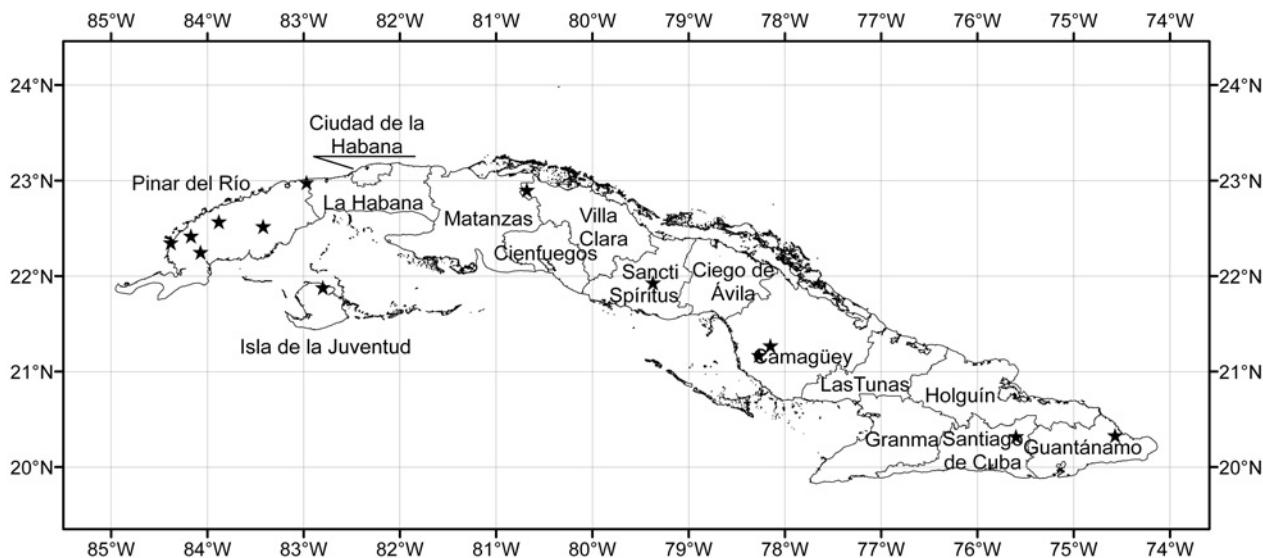 85°W 84°W 83°W 82°W 81°W 80°W 79°W 78°W 77°W 76°W 75°W 74°W
24°N 24°N
Ciudad de la
Habana
23°N 23°N
Pinar del Río
La Habana
Matanzas
Villa
Clara
Cienfuegos
Sancti
Spíritus
Ciego de
Ávila
22°N 22°N
Isla de la Juventud
Camagüey
21°N 21°N
LasTunas
Holguín
Granma
Santiago
de Cuba
Guantánamo
20°N 20°N
85°W 84°W 83°W 82°W 81°W 80°W 79°W 78°W 77°W 76°W 75°W 74°W